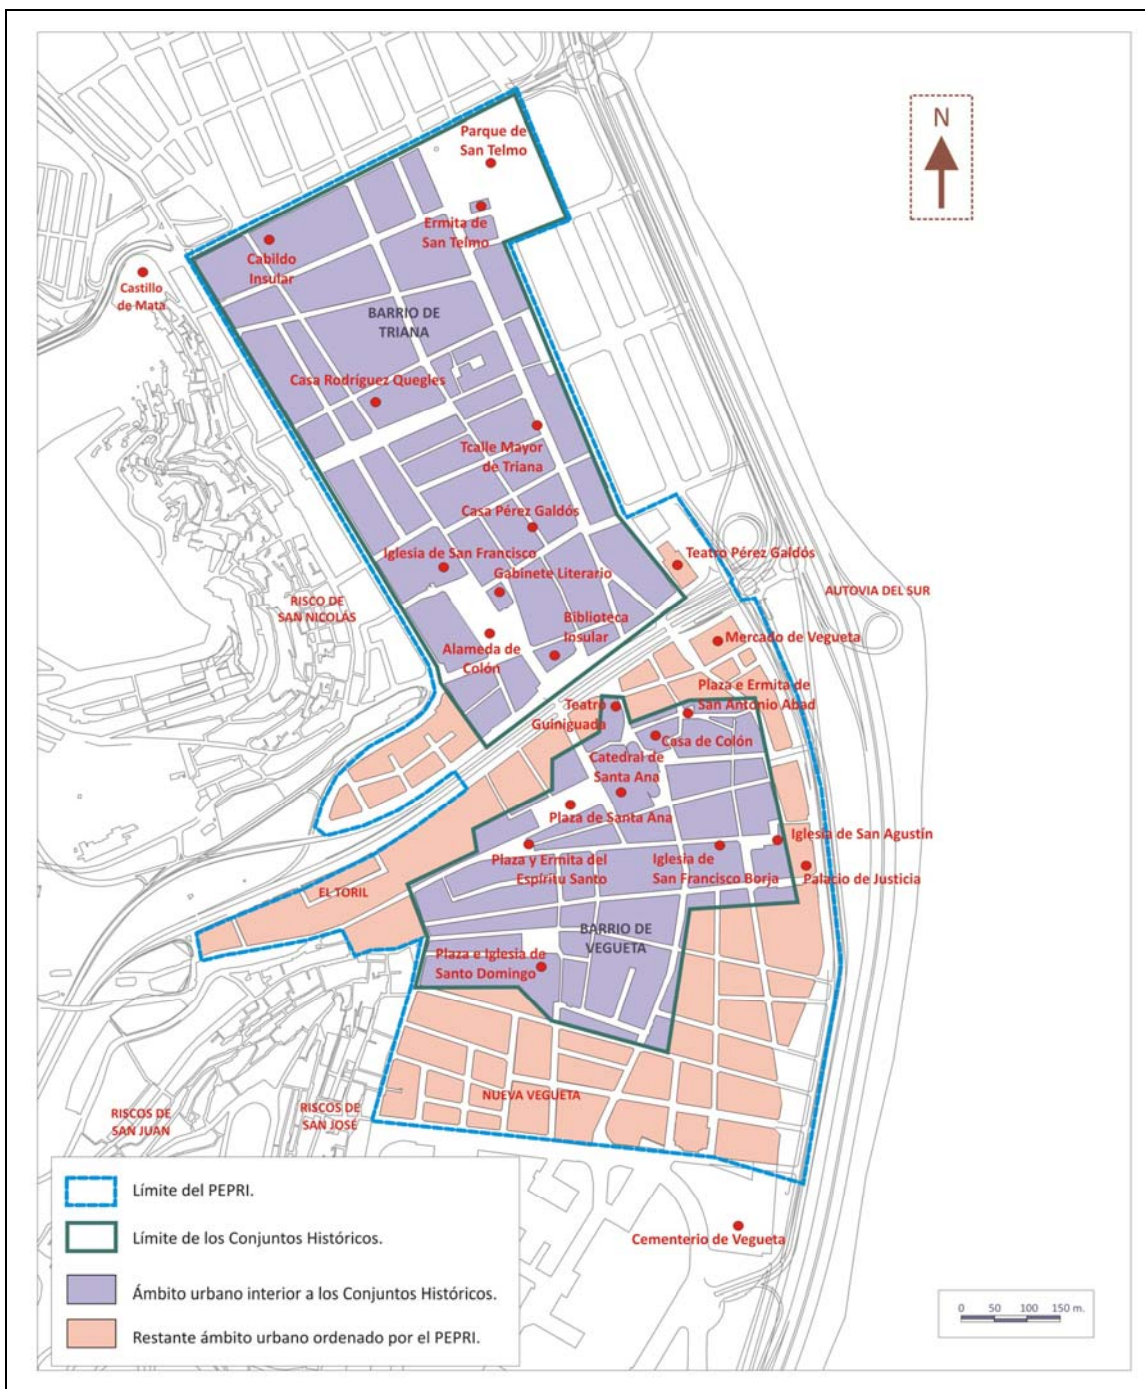 N
Parque de
San Telmo
Ermita de
San Telmo
Cabildo
Insular
Castillo
de Mata
BARRIO DE
TRIANA
Casa Rodríguez Quegles
Tcalle Mayor
de Triana
Casa Pérez Galdós
Iglesia de San Francisco
Gabinete Literario
Teatro Pérez Galdós
RISCO DE
SAN NICOLÁS
AUTOVIA DEL SUR
Biblioteca
Insular
Alameda de
Colón
Mercado de Vegueta
Plaza e Ermita de
San Antonio Abad
Teatro
Guiniguada
Casa de Colón
Catedral de
Santa Ana
Plaza de Santa Ana
Iglesia de San Agustín
Plaza y Ermita del
Espíritu Santo
Iglesia de
San Francisco Borja
Palacio de Justicia
EL TORIL
BARRIO DE
VEGUETA
Plaza e Iglesia de
Santo Domingo
NUEVA VEGUETA
RISCOS DE
SAN JUAN
RISCOS DE
SAN JOSE
Cementerio de Vegueta
Límite del PEPRI.
Límite de los Conjuntos Históricos.
Ámbito urbano interior a los Conjuntos Históricos.
Restante ámbito urbano ordenado por el PEPRI.
0 50 100 150 m.